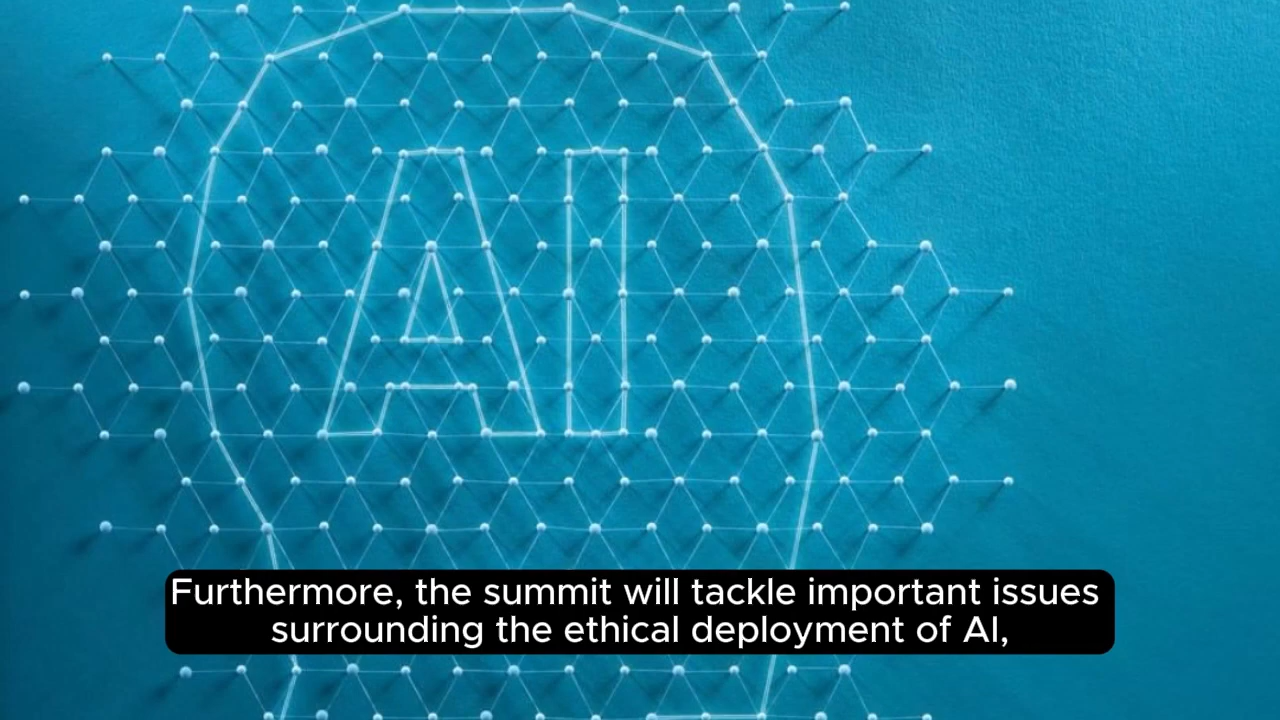 AI
Furthermore, the summit will tackle important issues
surrounding the ethical deployment of AI,